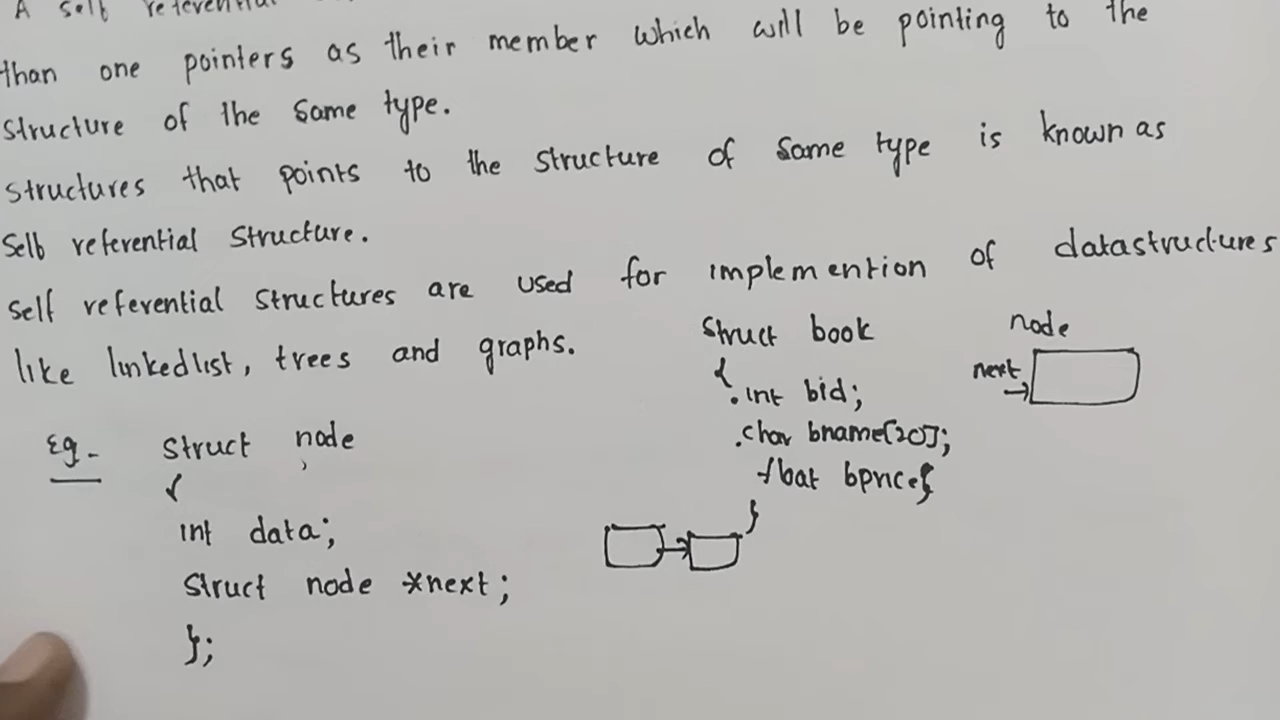 A self referential
than one pointers as their member which will be pointing to the
structure of the same type.
structures that points to the structure of same type is known as
Selb referential structure.
self referential structures are used for implemention of datastructures
like linkedlist, trees and graphs.
Eg- struct node
{
int data;
struct node *next;
};
struct book
{
.int bid;
.char bname[20];
float bprice;
}
node
next